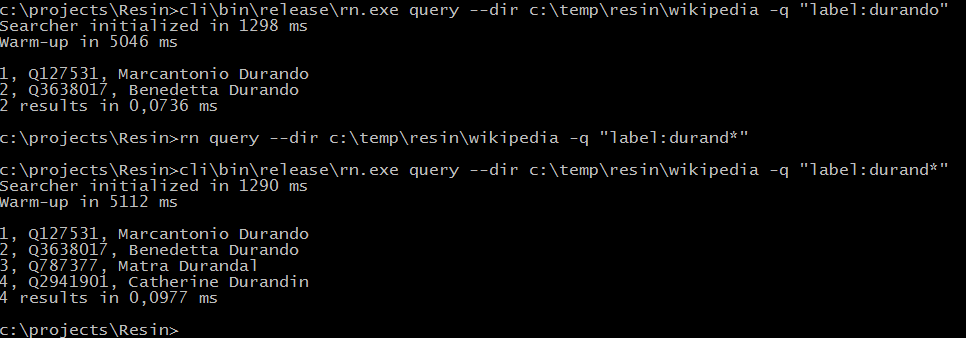 c:\projects\Resin>cli\bin\release\rn.exe query --dir c:\temp\resin\wikipedia -q "label:durando"
Searcher initialized in 1298 ms
Warm-up in 5046 ms
1, Q127531, Marcantonio Durando
2, Q3638017, Benedetta Durando
2 results in 0,0736 ms
c:\projects\Resin>rn query --dir c:\temp\resin\wikipedia -q "label:durand*"
c:\projects\Resin>cli\bin\release\rn.exe query --dir c:\temp\resin\wikipedia -q "label:durand*"
Searcher initialized in 1290 ms
Warm-up in 5112 ms
1, Q127531, Marcantonio Durando
2, Q3638017, Benedetta Durando
3, Q787377, Matra Durandal
4, Q2941901, Catherine Durandin
4 results in 0,0977 ms
c:\projects\Resin>